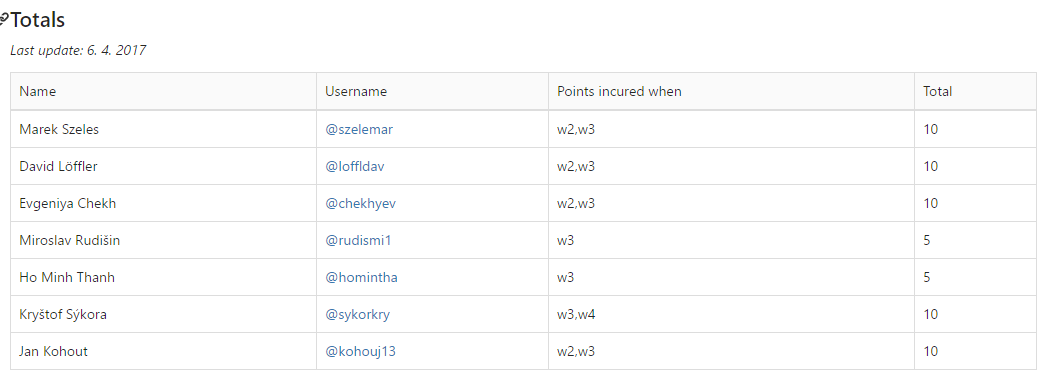 Totals
Last update: 6. 4. 2017
Name Username Points incured when Total
Marek Szeles @szelemar w2,w3 10
David Löffler @loffldav w2,w3 10
Evgeniya Chekh @chekhyev w2,w3 10
Miroslav Rudišin @rudismi1 w3 5
Ho Minh Thanh @homintha w3 5
Kryštof Sýkora @sykorkry w3,w4 10
Jan Kohout @kohouj13 w2,w3 10